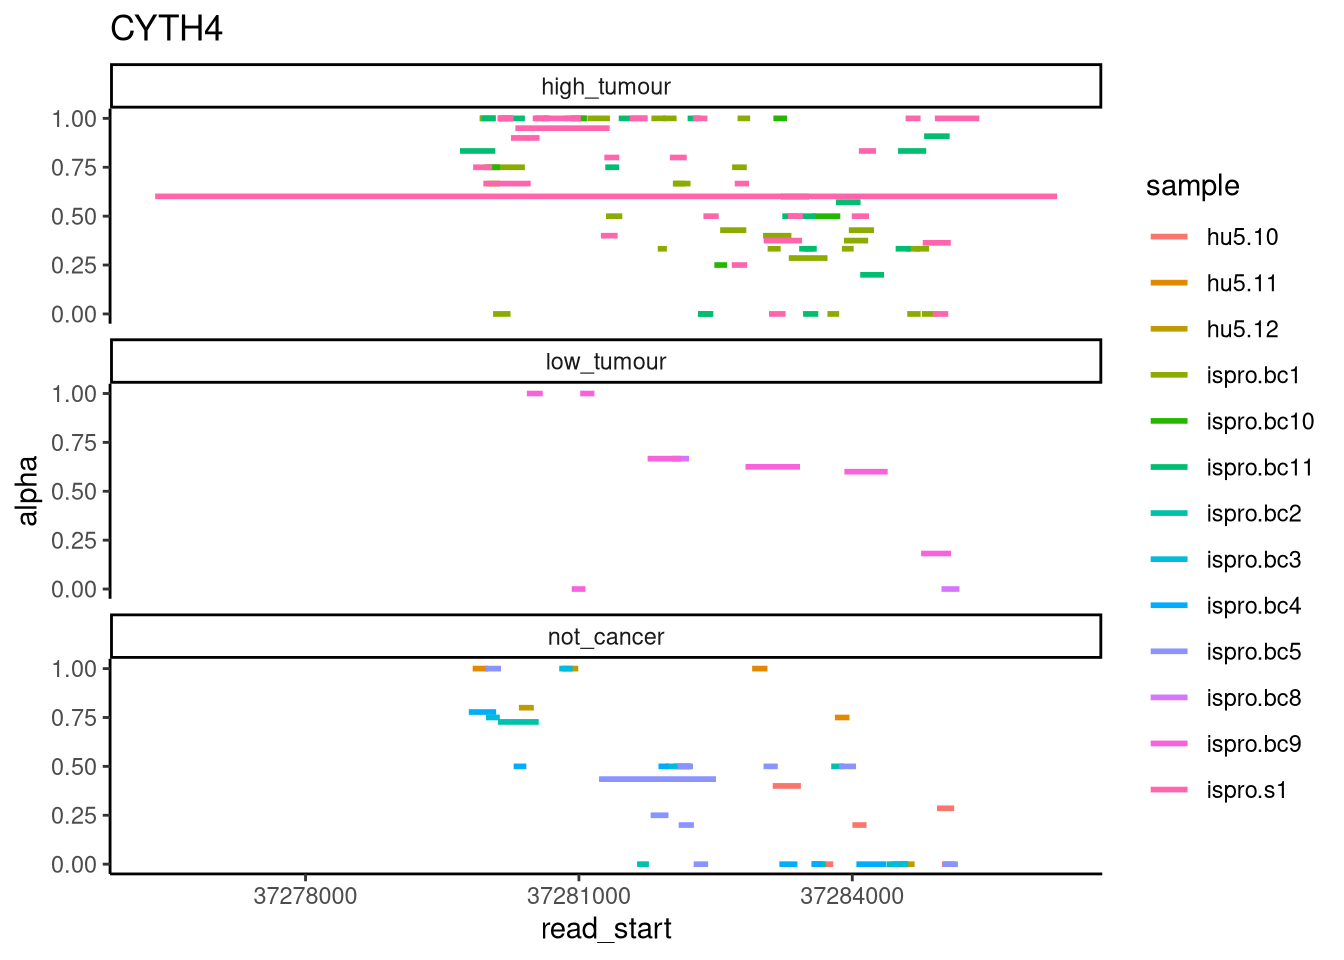 CYTH4
high_tumour
1.00
0.75
0.50
0.25
0.00
low_tumour
1.00
0.75
0.50
0.25
0.00
not_cancer
1.00
0.75
0.50
0.25
0.00
alpha
37278000 37281000 37284000
read_start
sample
hu5.10
hu5.11
hu5.12
ispro.bc1
ispro.bc10
ispro.bc11
ispro.bc2
ispro.bc3
ispro.bc4
ispro.bc5
ispro.bc8
ispro.bc9
ispro.s1